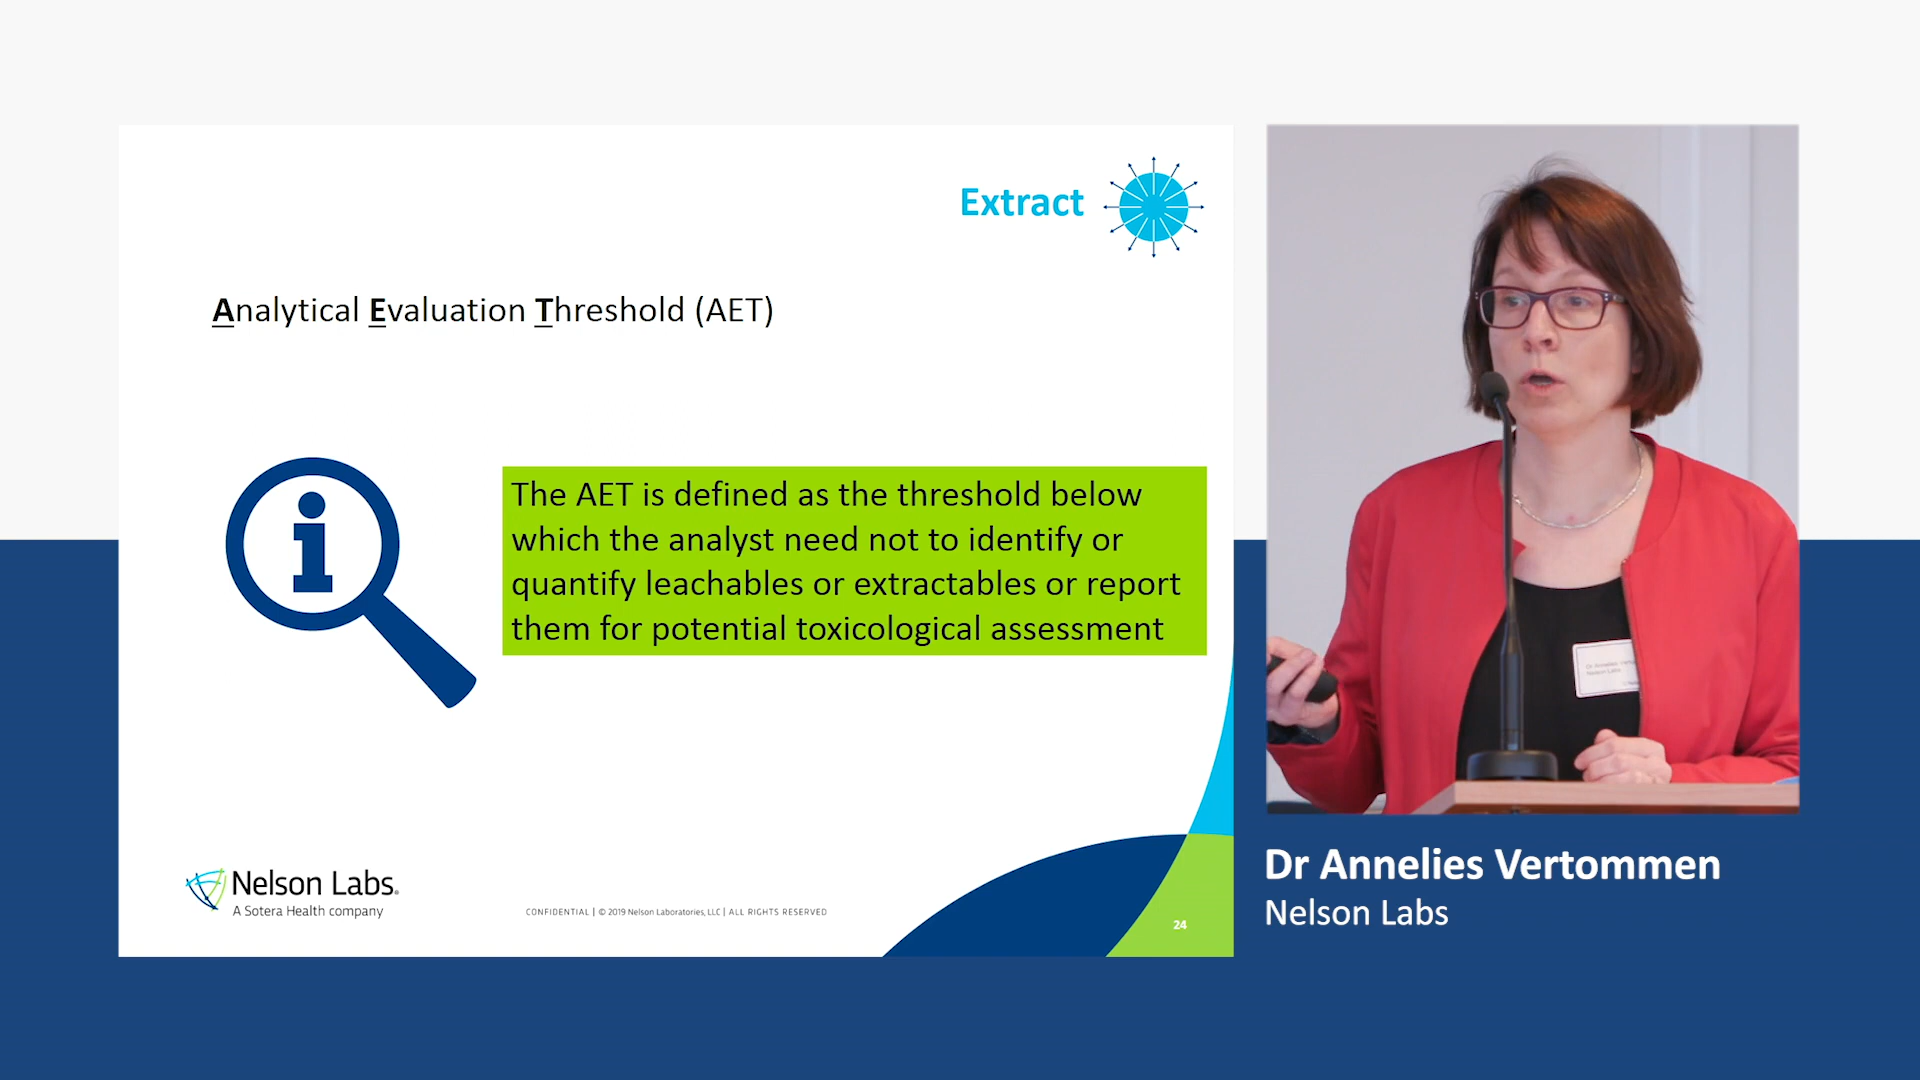 Extract
Analytical Evaluation Threshold (AET)
The AET is defined as the threshold below
which the analyst need not to identify or
quantify leachables or extractables or report
them for potential toxicological assessment
Nelson Labs.
A Sotera Health company
CONFIDENTIAL | © 2019 Nelson Laboratories, LLC | ALL RIGHTS RESERVED
24
Dr Annelies Vertommen
Nelson Labs